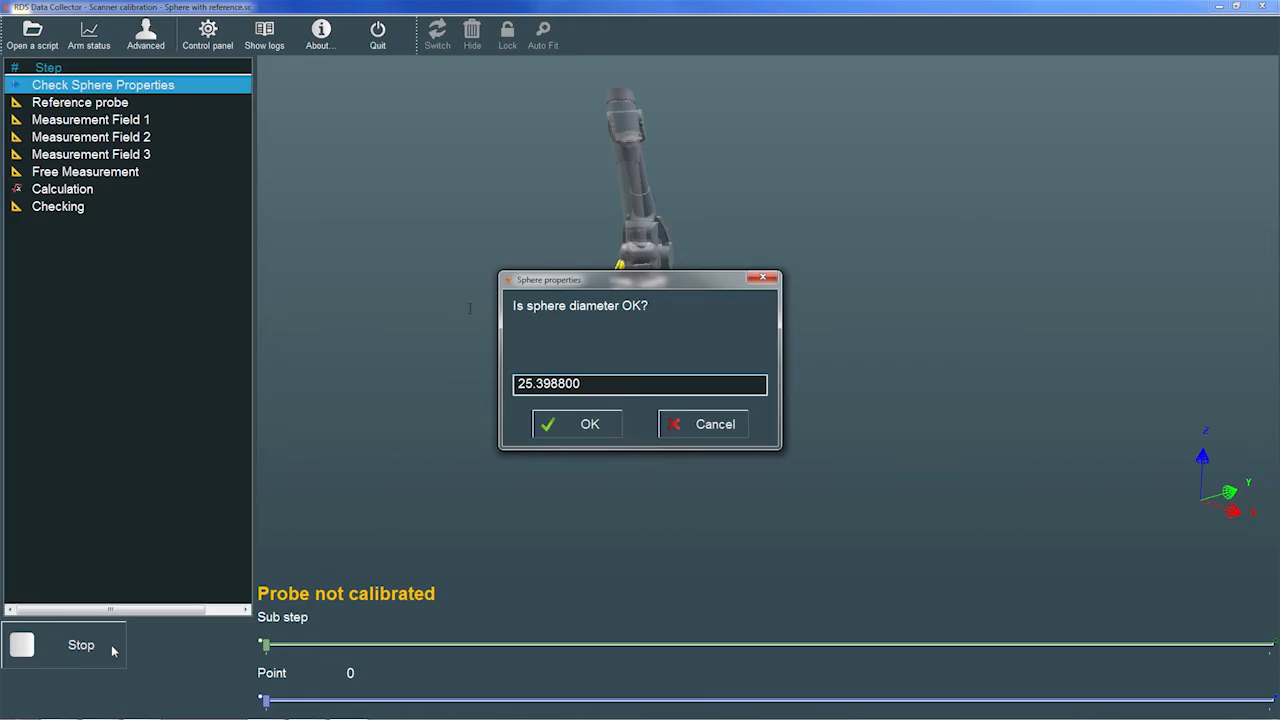 RDS Data Collector - Scanner calibration - Sphere with reference.sc
Open a script
Arm status
Advanced
Control panel
Show logs
About...
Quit
Switch
Hide
Lock
Auto Fit
# Step
Check Sphere Properties
Reference probe
Measurement Field 1
Measurement Field 2
Measurement Field 3
Free Measurement
Calculation
Checking
Sphere properties
Is sphere diameter OK?
25.398800
OK
Cancel
Z
Y
X
Probe not calibrated
Sub step
Stop
Point 0